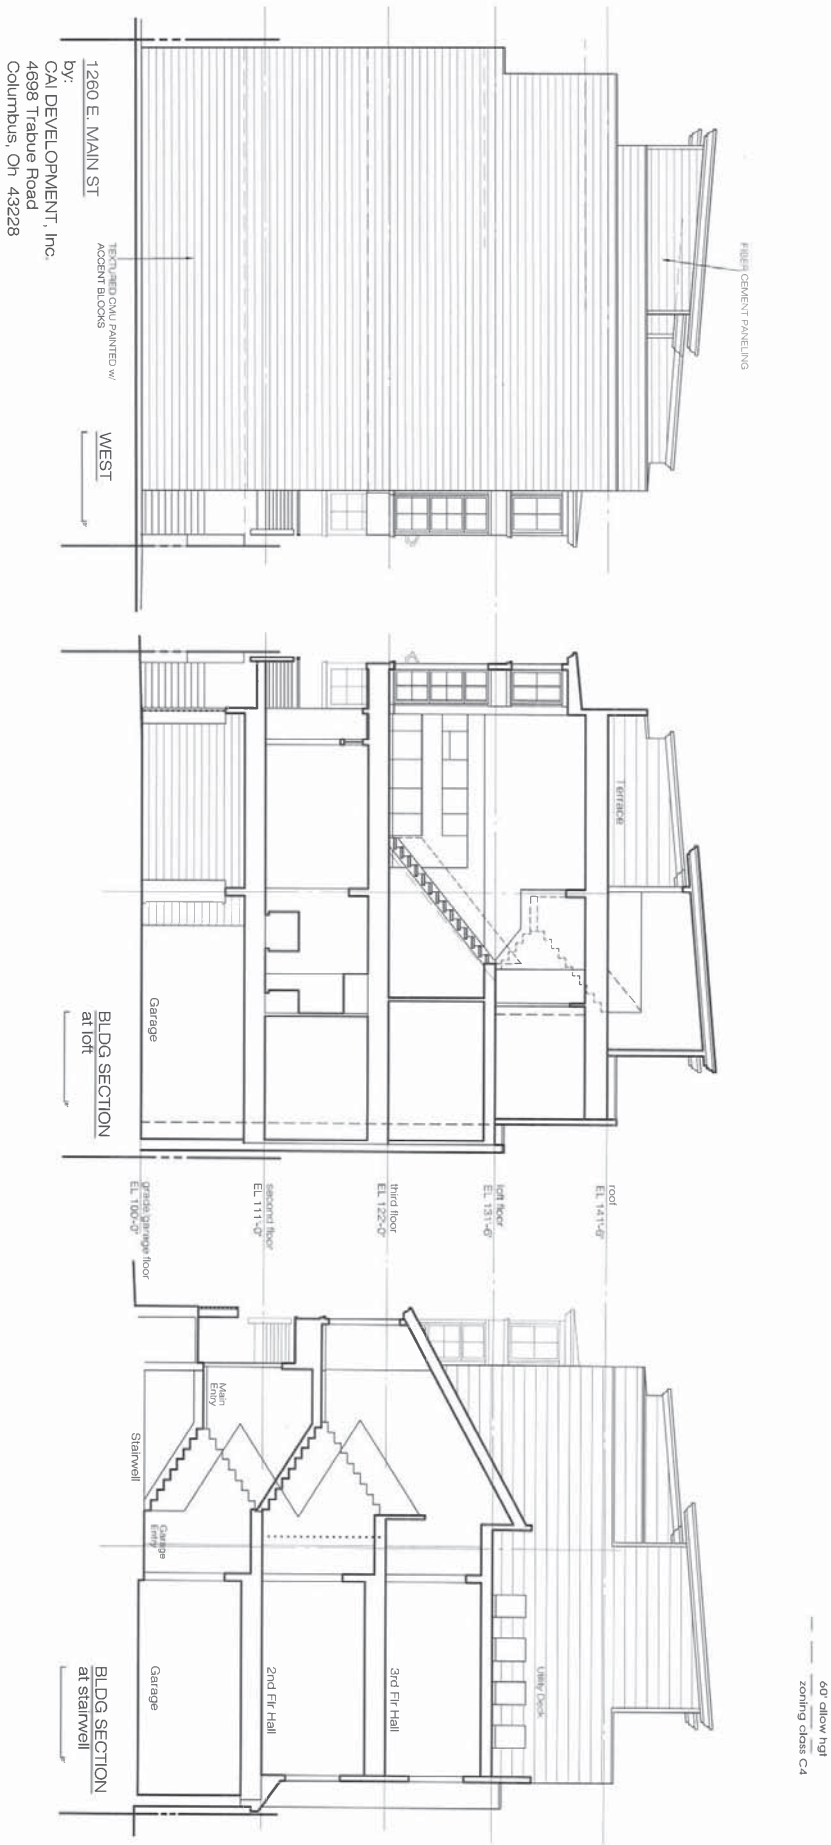 60' allow hgt
zoning class C4
FIBER CEMENT PANELING
TEXTURED CMU PAINTED w/
ACCENT BLOCKS
WEST
1260 E. MAIN ST
by:
CAI DEVELOPMENT, Inc.
4698 Trabue Road
Columbus, Oh 43228
Terrace
Garage
BLDG SECTION
at loft
roof
EL 141'-6"
loft floor
EL 131'-6"
third floor
EL 122'-0"
second floor
EL 111'-0"
grade/garage floor
EL 100'-0"
Utility Deck
3rd Flr Hall
2nd Flr Hall
Main
Entry
Stairwell
Garage
Entry
Garage
BLDG SECTION
at stairwell